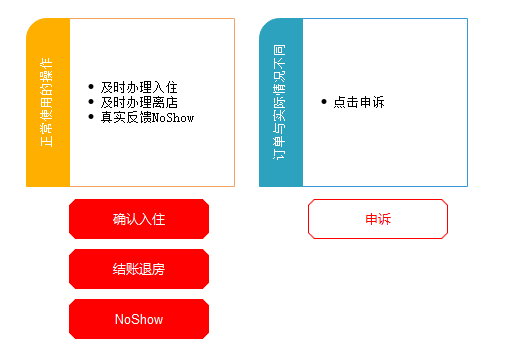 正常使用的操作
及时办理入住
及时办理离店
真实反馈NoShow
订单与实际情况不同
点击申诉
确认入住
结账退房
NoShow
申诉